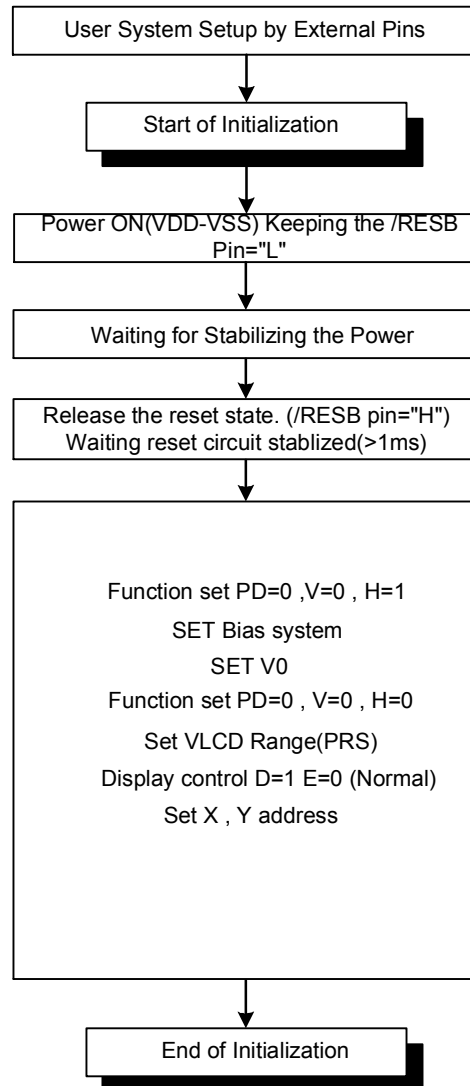 User System Setup by External Pins
Start of Initialization
Power ON(VDD-VSS) Keeping the /RESB
Pin="L"
Waiting for Stabilizing the Power
Release the reset state. (/RESB pin="H")
Waiting reset circuit stablized(>1ms)
Function set PD=0 ,V=0 , H=1
SET Bias system
SET V0
Function set PD=0 , V=0 , H=0
Set VLCD Range(PRS)
Display control D=1 E=0 (Normal)
Set X , Y address
End of Initialization